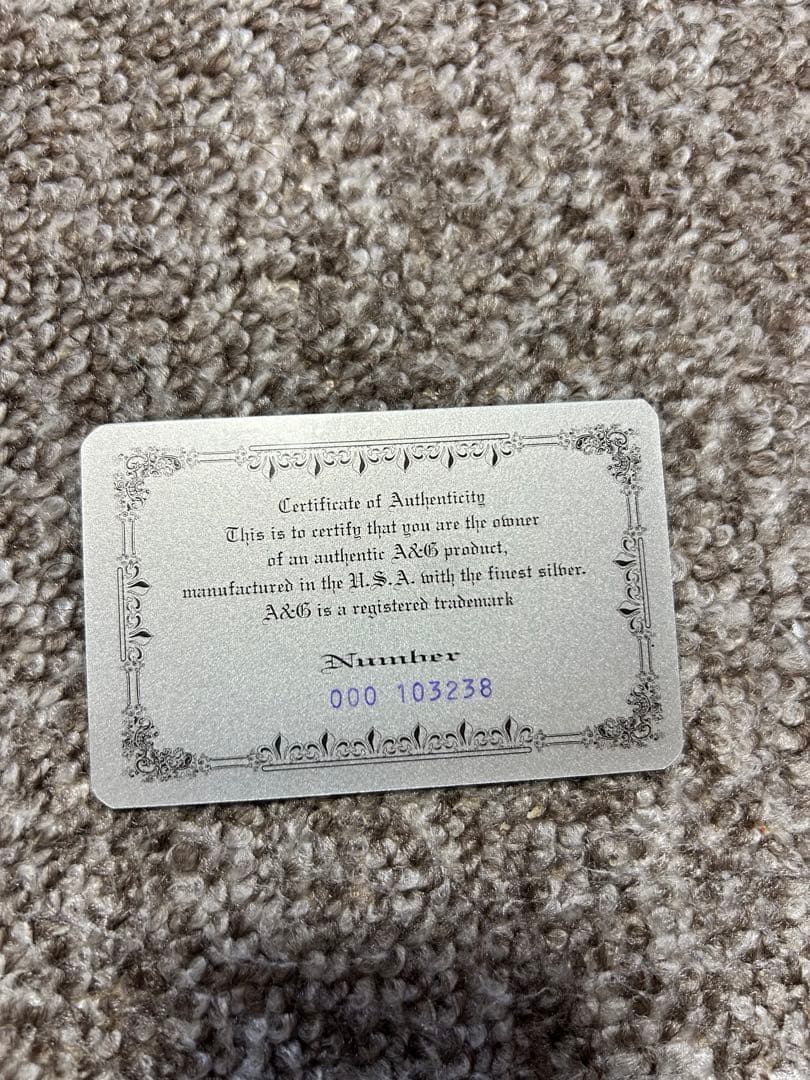 Certificate of Authenticity
This is to certify that you are the owner
of an authentic A&G product,
manufactured in the U.S.A. with the finest silver.
A&G is a registered trademark
Number
000 103238